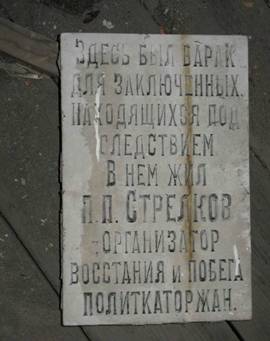 ЗДЕСЬ БЫЛ БАРАК
ДЛЯ ЗАКЛЮЧЕННЫХ,
НАХОДЯЩИХСЯ ПОД
СЛЕДСТВИЕМ
В НЕМ ЖИЛ
П.П. СТРЕЛКОВ
ОРГАНИЗАТОР
ВОССТАНИЯ И ПОБЕГА
ПОЛИТКАТОРЖАН.